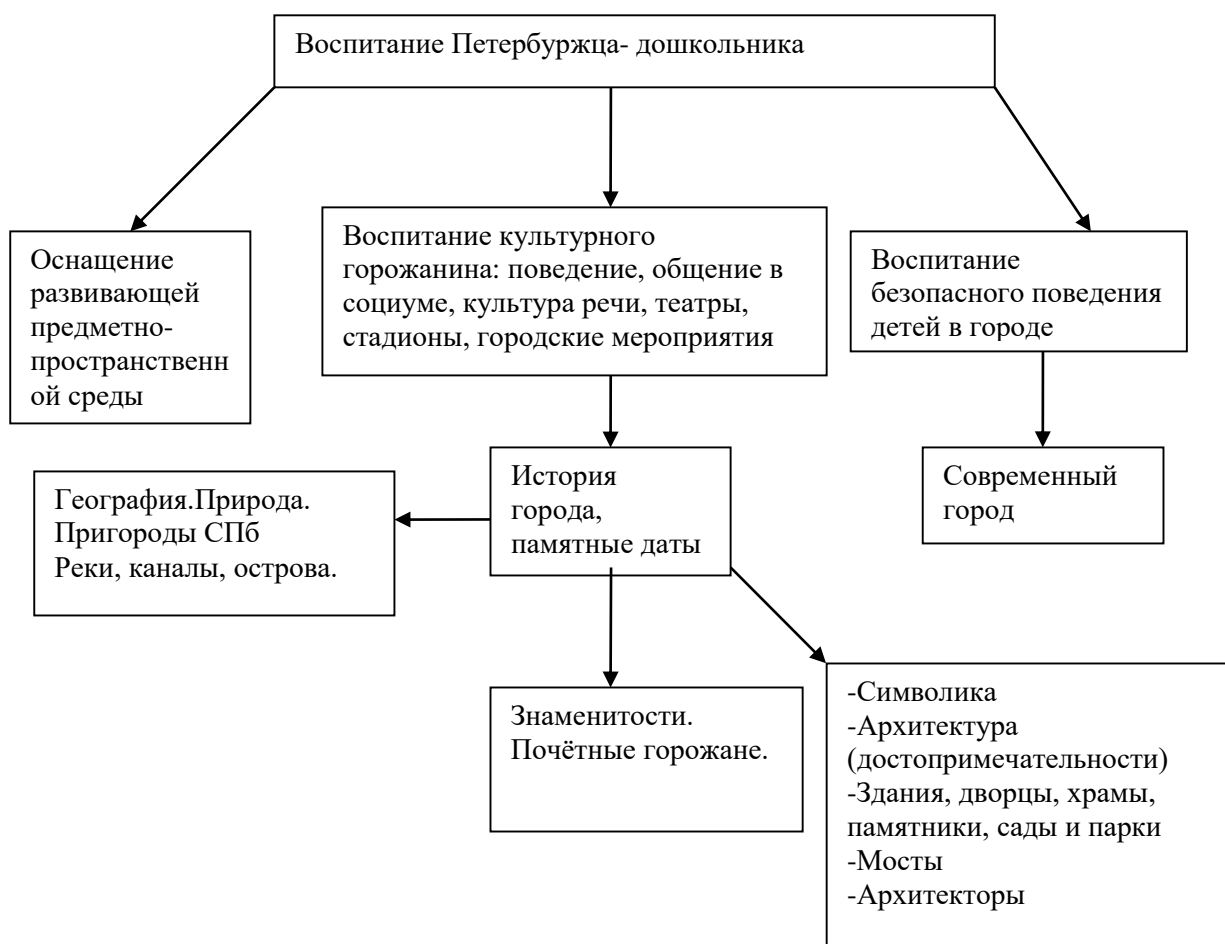 Воспитание Петербуржца- дошкольника
Оснащение
развивающей
предметно-
пространственн
ой среды
Воспитание культурного
горожанина: поведение, общение в
социуме, культура речи, театры,
стадионы, городские мероприятия
Воспитание
безопасного поведения
детей в городе
География.Природа.
Пригороды СПб
Реки, каналы, острова.
История
города,
памятные даты
Современный
город
Знаменитости.
Почётные горожане.
-Символика
-Архитектура
(достопримечательности)
-Здания, дворцы, храмы,
памятники, сады и парки
-Мосты
-Архитекторы